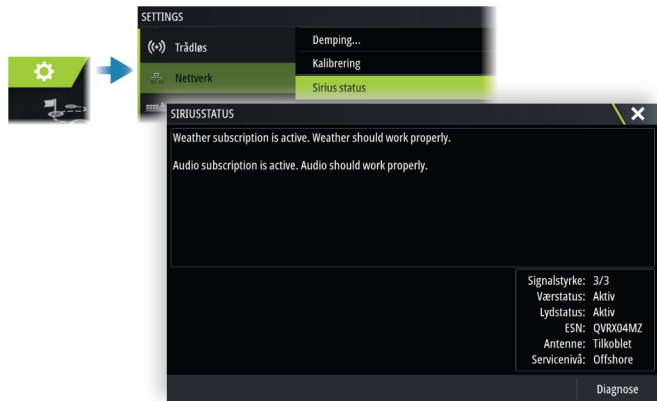 SETTINGS
Trådløs
Nettverk
Demping...
Kalibrering
Sirius status
SIRIUSSTATUS
Weather subscription is active. Weather should work properly.
Audio subscription is active. Audio should work properly.
Signalstyrke: 3/3
Værstatus: Aktiv
Lydstatus: Aktiv
ESN: QVRX04MZ
Antenne: Tilkoblet
Servicenivå: Offshore
Diagnose